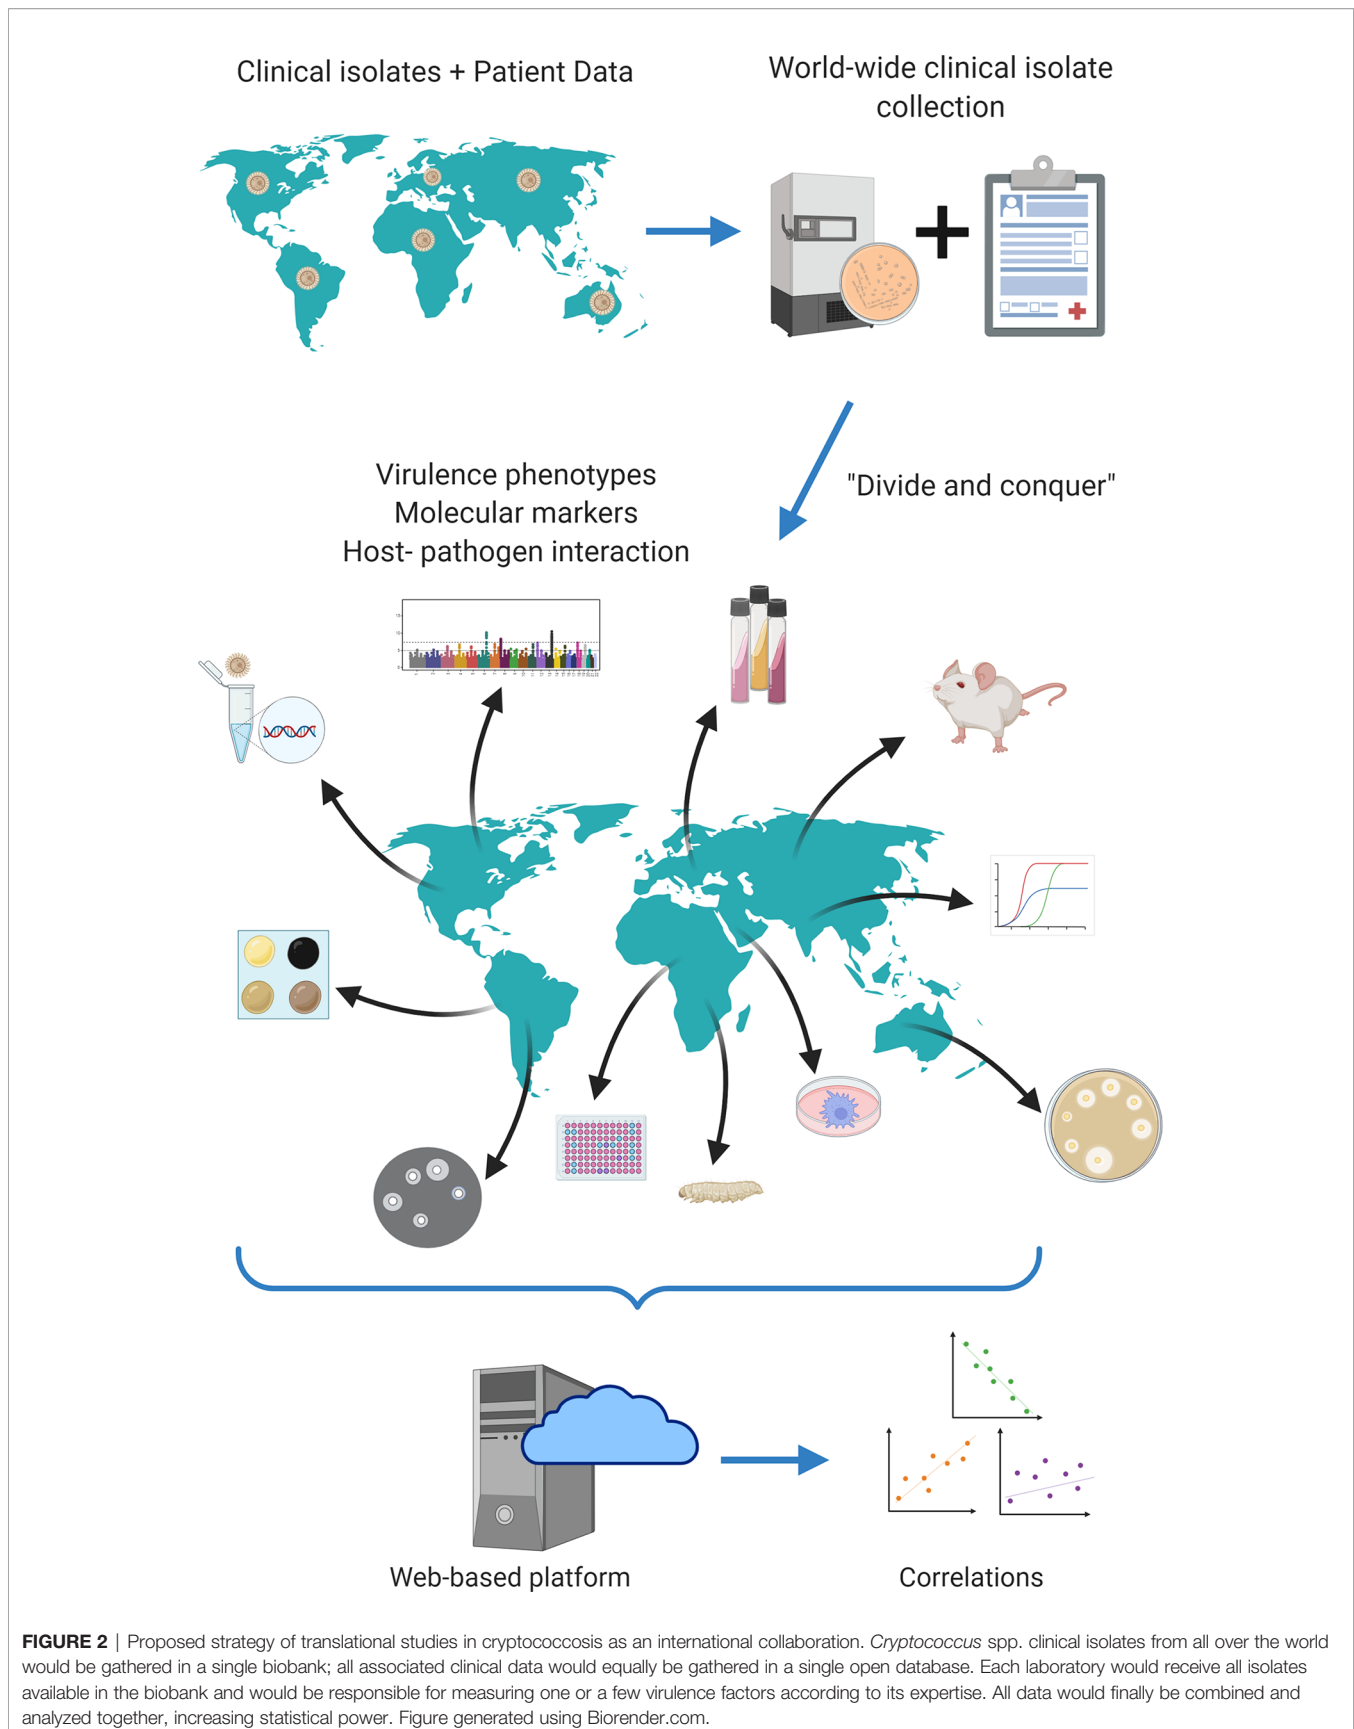 Clinical isolates + Patient Data
World-wide clinical isolate
collection
"Divide and conquer"
Virulence phenotypes
Molecular markers
Host- pathogen interaction
Web-based platform
Correlations
FIGURE 2 | Proposed strategy of translational studies in cryptococcosis as an international collaboration. Cryptococcus spp. clinical isolates from all over the world
would be gathered in a single biobank; all associated clinical data would equally be gathered in a single open database. Each laboratory would receive all isolates
available in the biobank and would be responsible for measuring one or a few virulence factors according to its expertise. All data would finally be combined and
analyzed together, increasing statistical power. Figure generated using Biorender.com.